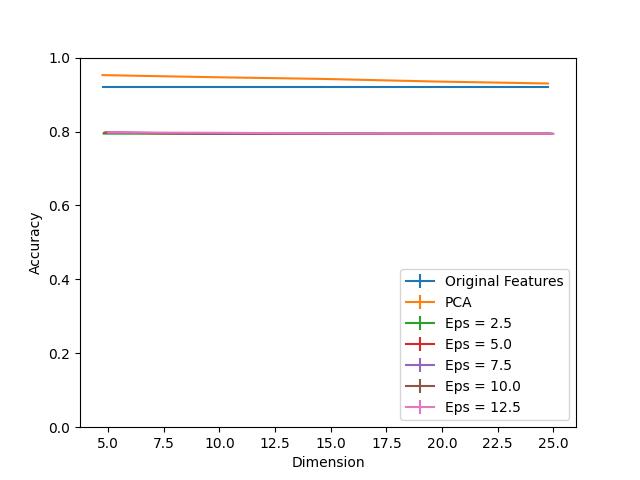 1.0
0.8
0.6
0.4
0.2
0.0
Accuracy
5.0 7.5 10.0 12.5 15.0 17.5 20.0 22.5 25.0
Dimension
Original Features
PCA
Eps = 2.5
Eps = 5.0
Eps = 7.5
Eps = 10.0
Eps = 12.5